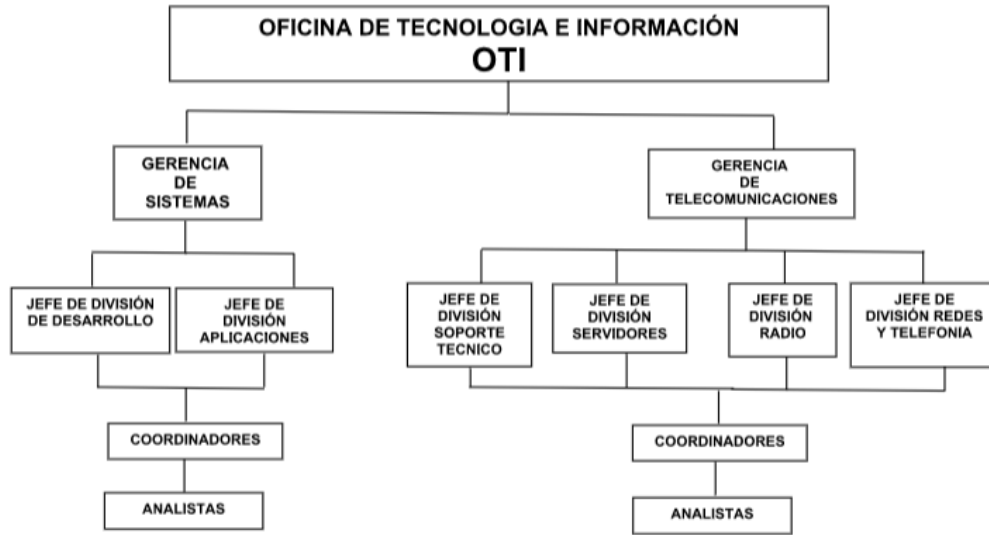 OFICINA DE TECNOLOGIA E INFORMACIÓN
OTI
GERENCIA
DE
SISTEMAS
GERENCIA
DE
TELECOMUNICACIONES
JEFE DE DIVISIÓN
DE DESARROLLO
JEFE DE
DIVISIÓN
APLICACIONES
JEFE DE
DIVISIÓN
SOPORTE
TECNICO
JEFE DE
DIVISIÓN
SERVIDORES
JEFE DE
DIVISIÓN
RADIO
JEFE DE
DIVISIÓN REDES
Y TELEFONIA
COORDINADORES
COORDINADORES
ANALISTAS
ANALISTAS